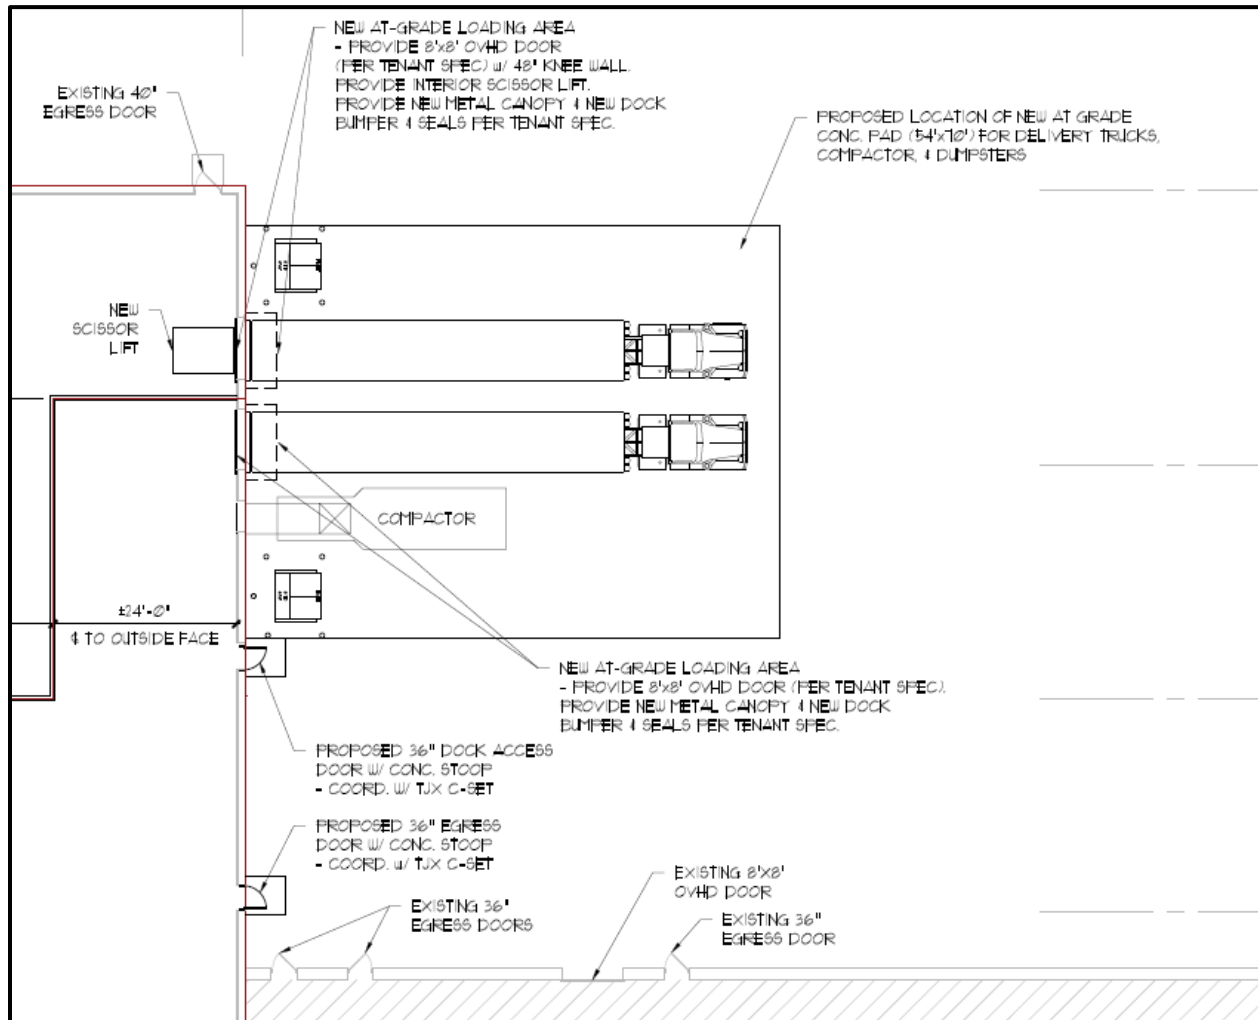 NEW AT-GRADE LOADING AREA
- PROVIDE 8'x8' OVHD DOOR
(PER TENANT SPEC) w/ 48" KNEE WALL.
PROVIDE INTERIOR SCISSOR LIFT.
PROVIDE NEW METAL CANOPY & NEW DOCK
BUMPER & SEALS PER TENANT SPEC.
EXISTING 40"
EGRESS DOOR
PROPOSED LOCATION OF NEW AT GRADE
CONC. PAD (54'x70') FOR DELIVERY TRUCKS,
COMPACTOR, & DUMPSTERS
NEW
SCISSOR
LIFT
COMPACTOR
±24'-0"
TO OUTSIDE FACE
NEW AT-GRADE LOADING AREA
- PROVIDE 8'x8' OVHD DOOR (PER TENANT SPEC).
PROVIDE NEW METAL CANOPY & NEW DOCK
BUMPER & SEALS PER TENANT SPEC.
PROPOSED 36" DOCK ACCESS
DOOR W/ CONC. STOOP
- COORD. W/ TJX C-SET
PROPOSED 36" EGRESS
DOOR W/ CONC. STOOP
- COORD. w/ TJX C-SET
EXISTING 36"
EGRESS DOORS
EXISTING 8'x8'
OVHD DOOR
EXISTING 36"
EGRESS DOOR